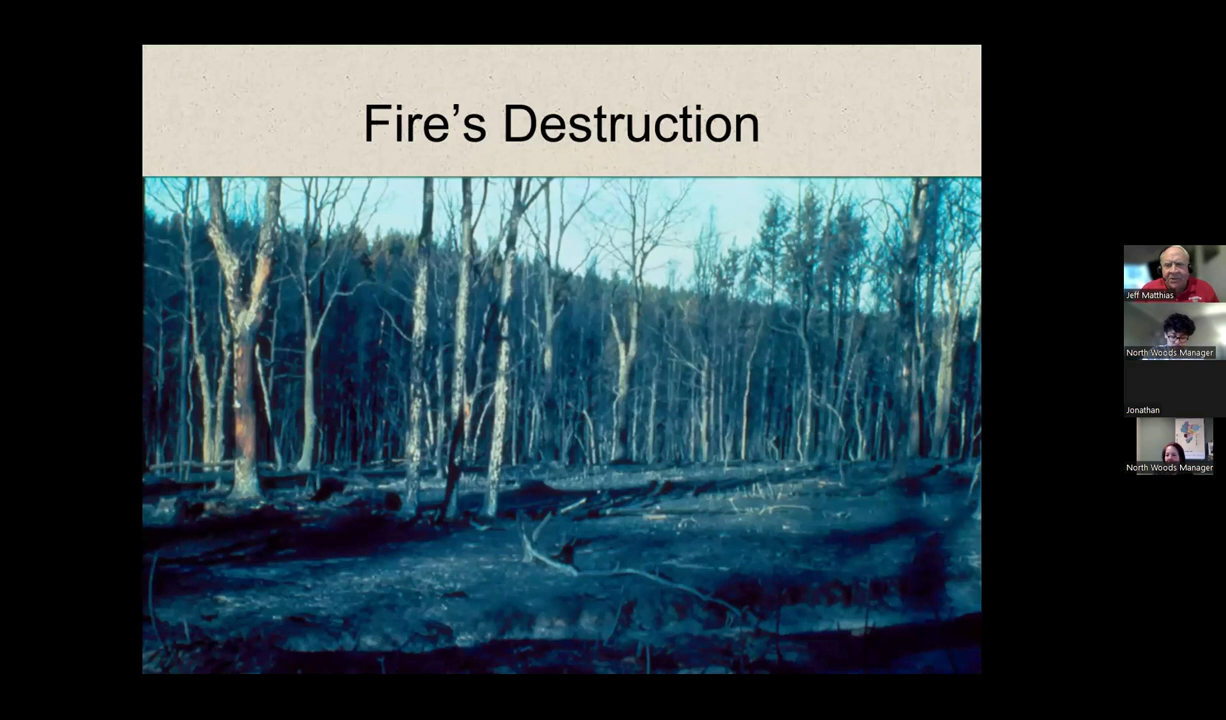 Fire's Destruction
Jeff Matthias
North Woods Manager
Jonathan
North Woods Manager